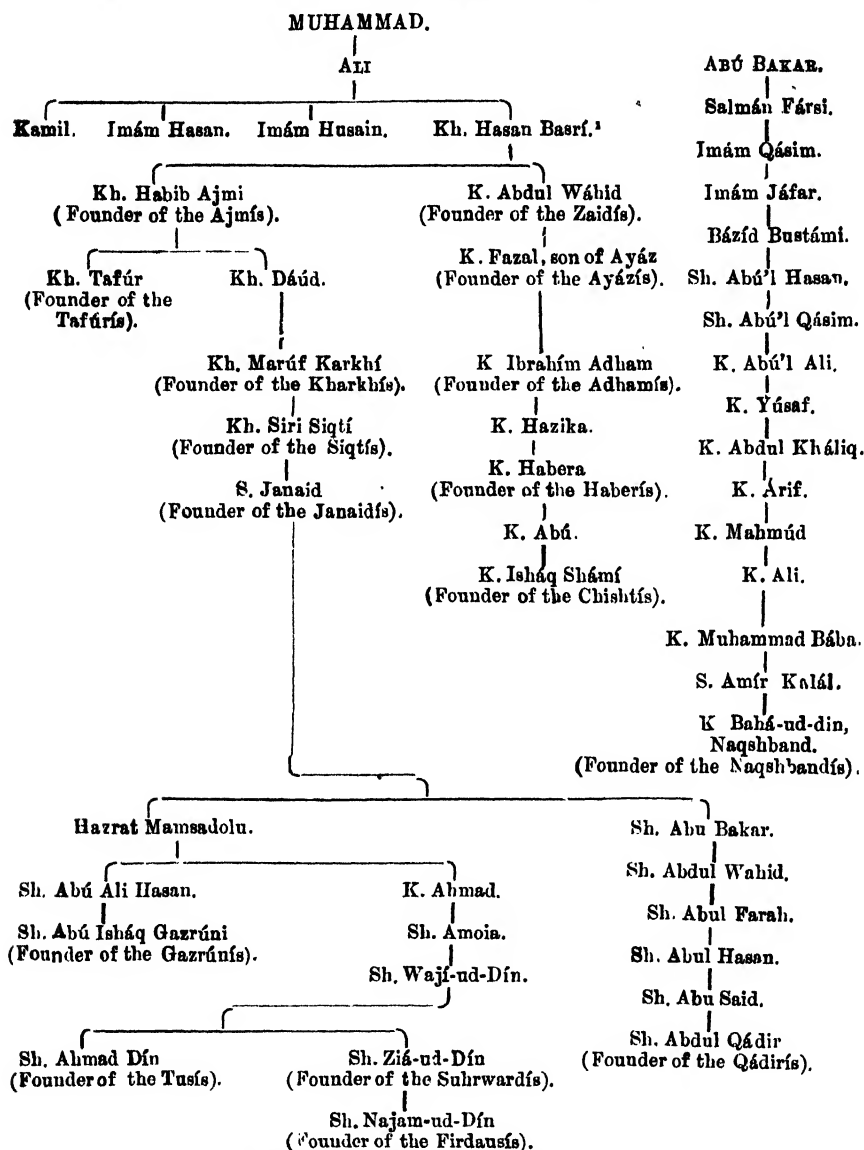 MUHAMMAD.
ALI
Kamil. Imám Hasan. Imám Husain. Kh. Hasan Basrí.¹
Kh. Habib Ajmi
(Founder of the Ajmís).
Kh. Tafúr
(Founder of the
Tafúrís).
Kh. Dáúd.
Kh. Marúf Karkhí
(Founder of the Kharkhís).
Kh. Siri Siqtí
(Founder of the Siqtís).
S. Janaid
(Founder of the Janaidís).
K. Abdul Wáhid
(Founder of the Zaidís).
K. Fazal, son of Ayáz
(Founder of the Ayázís).
K Ibrahím Adham
(Founder of the Adhamís).
K. Hazika.
K. Habera
(Founder of the Haberís).
K. Abú.
K. Isháq Shámí
(Founder of the Chishtís).
ABÚ BAKAR.
Salmán Fársi.
Imám Qásim.
Imám Jáfar.
Bázíd Bustámi.
Sh. Abú'l Hasan.
Sh. Abú'l Qásim.
K. Abú'l Ali.
K. Yúsaf.
K. Abdul Kháliq.
K. Árif.
K. Mahmúd
K. Ali.
K. Muhammad Bába.
S. Amír Kalál.
K Bahá-ud-din,
Naqshband.
(Founder of the Naqshbandís).
Hazrat Mamsadolu.
Sh. Abú Ali Hasan.
Sh. Abú Isháq Gazrúni
(Founder of the Gazrúnís).
K. Ahmad.
Sh. Amoia.
Sh. Wají-ud-Dín.
Sh. Ahmad Dín
(Founder of the Tusís).
Sh. Ziá-ud-Dín
(Founder of the Suhrwardís).
Sh. Najam-ud-Dín
(Founder of the Firdausís).
Sh. Abu Bakar.
Sh. Abdul Wahid.
Sh. Abul Farah.
Sh. Abul Hasan.
Sh. Abu Said.
Sh. Abdul Qádir
(Founder of the Qádirís).